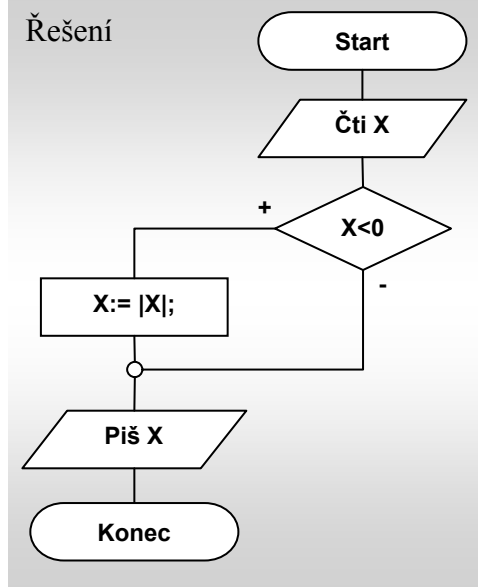 Řešení
Start
Čti X
X<0
+
-
X:= |X|;
Piš X
Konec